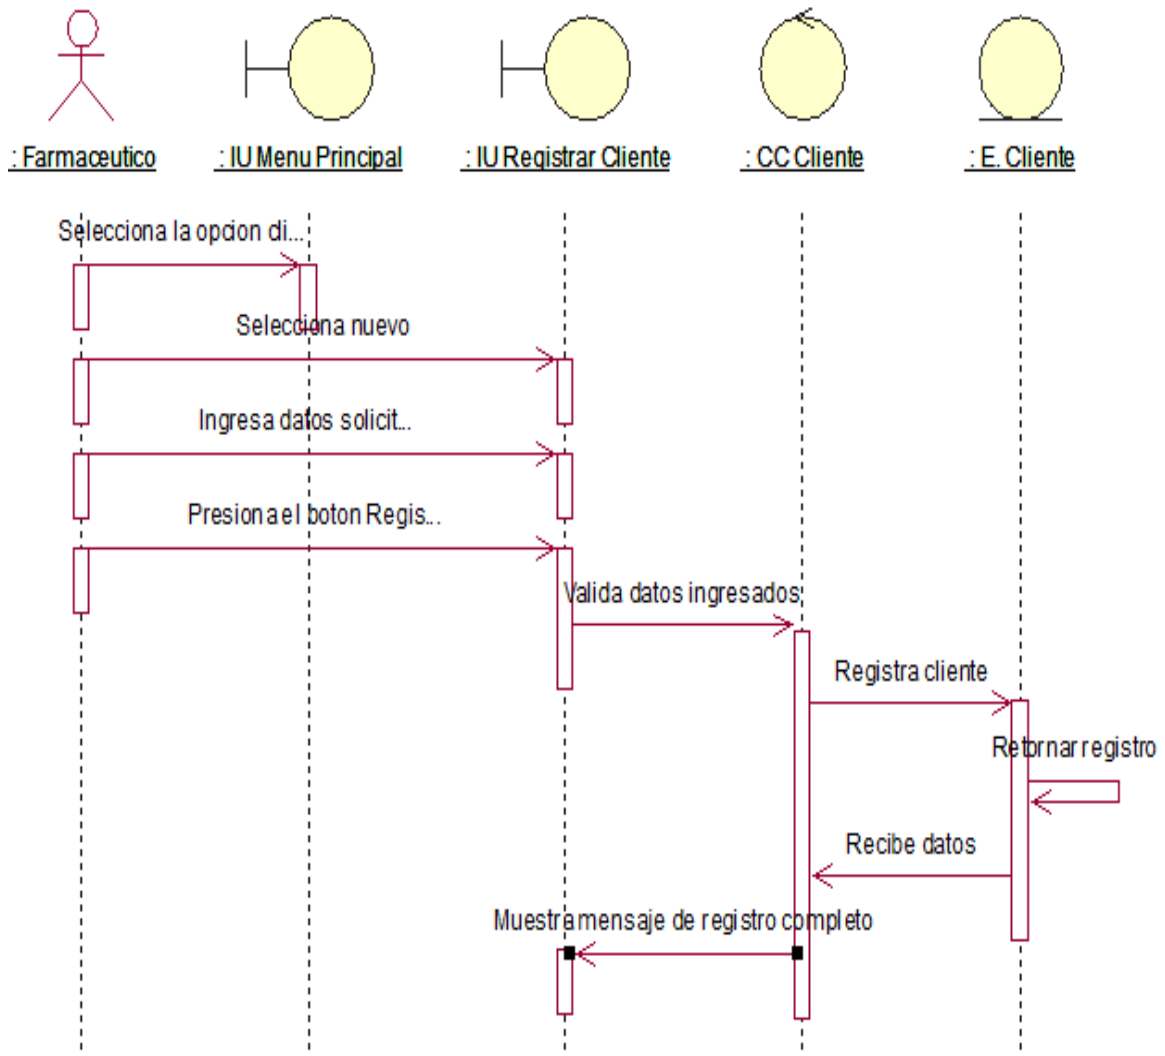 : Farmaceutico
: IU Menu Principal
: IU Registrar Cliente
: CC Cliente
: E. Cliente
Selecciona la opcion di...
Selecciona nuevo
Ingresa datos solicit...
Presiona el boton Regis...
Valida datos ingresados
Registra cliente
Retornar registro
Recibe datos
Muestra mensaje de registro completo